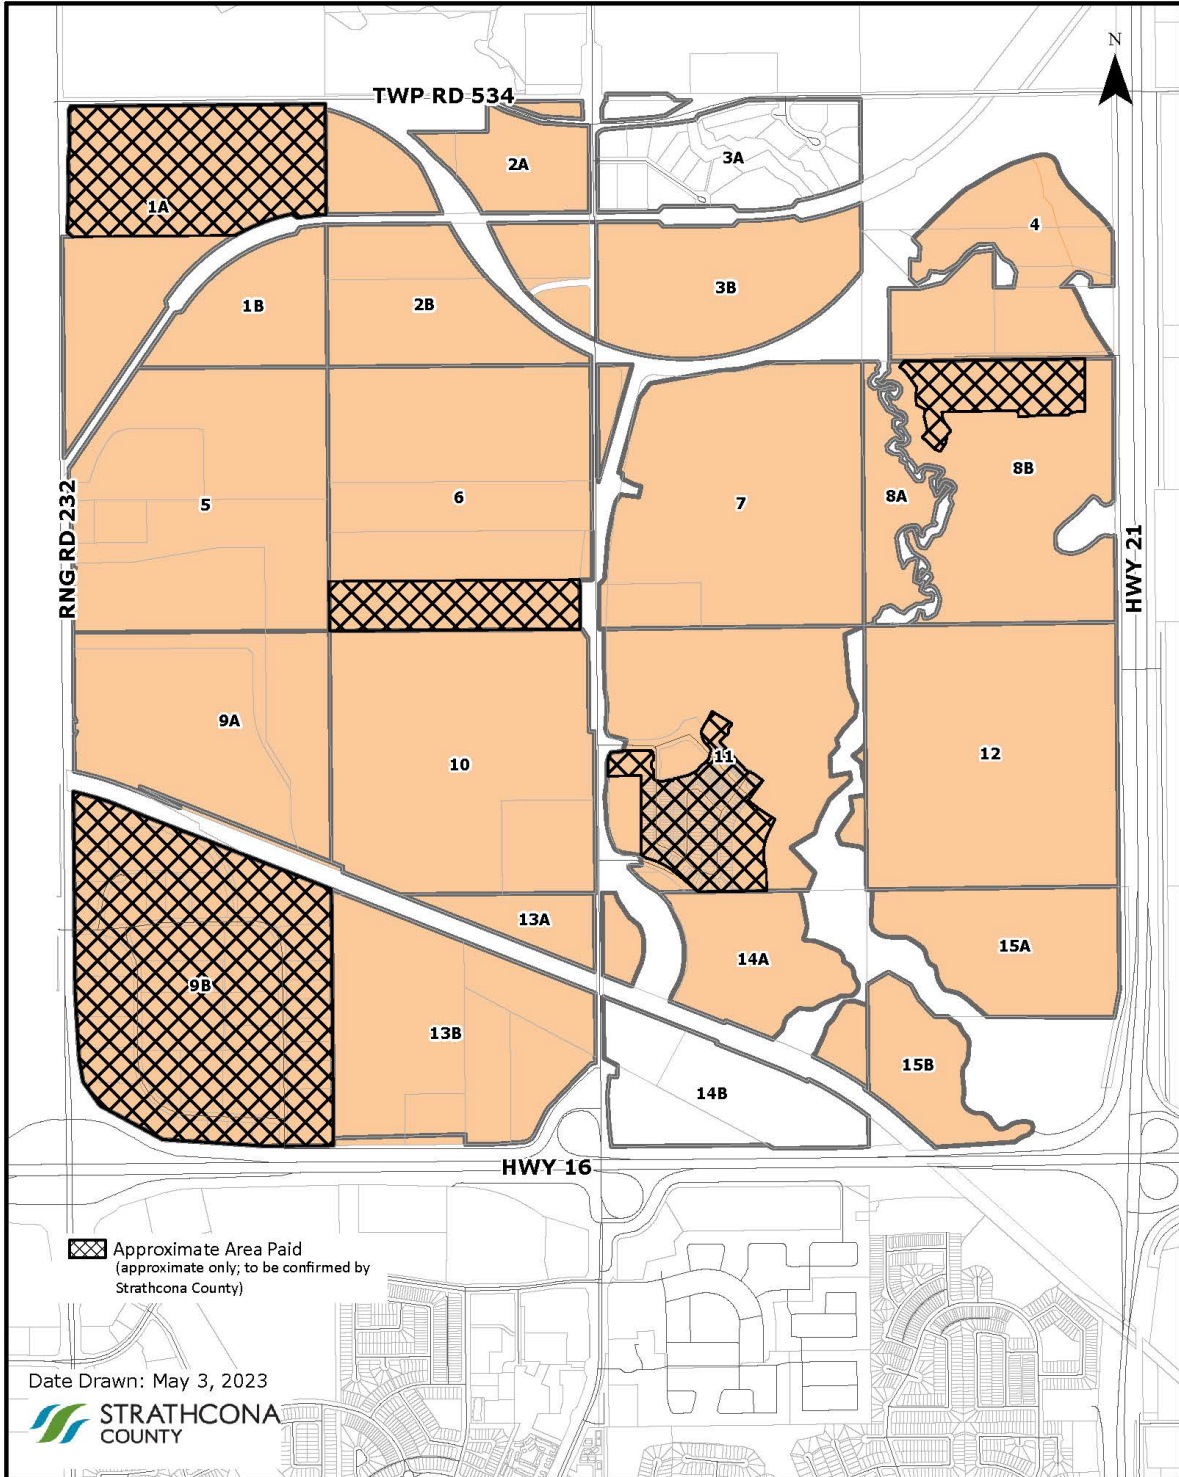 N
TWP RD 534
2A
3A
1A
4
1B
2B
3B
6
7
8A
8B
5
RNG RD 232
HWY 21
9A
10
11
12
13A
14A
15A
9B
13B
14B
15B
HWY 16
Approximate Area Paid
(approximate only; to be confirmed by
Strathcona County)
Date Drawn: May 3, 2023
STRATHCONA
COUNTY